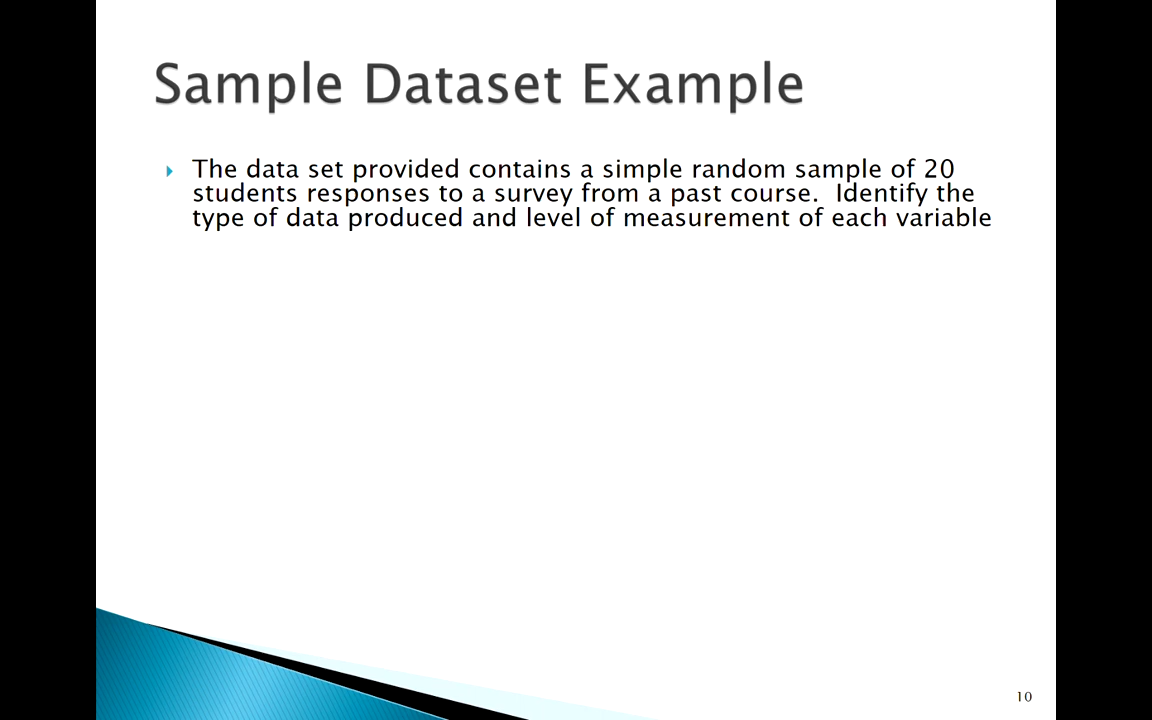 Sample Dataset Example
The data set provided contains a simple random sample of 20
students responses to a survey from a past course.  Identify the
type of data produced and level of measurement of each variable
10